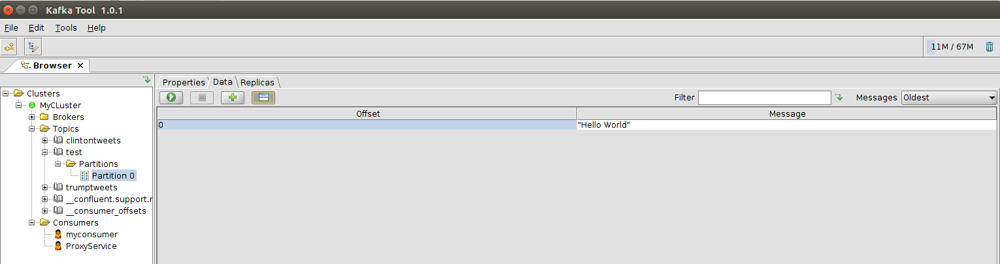 Kafka Tool 1.0.1
File Edit Tools Help
11M / 67M
Browser
Clusters
MyCLuster
Brokers
Topics
clintontweets
test
Partitions
Partition 0
trumptweets
__confluent.support.
__consumer_offsets
Consumers
myconsumer
ProxyService
Properties Data Replicas
Filter Messages Oldest
Offset Message
0 "Hello World"